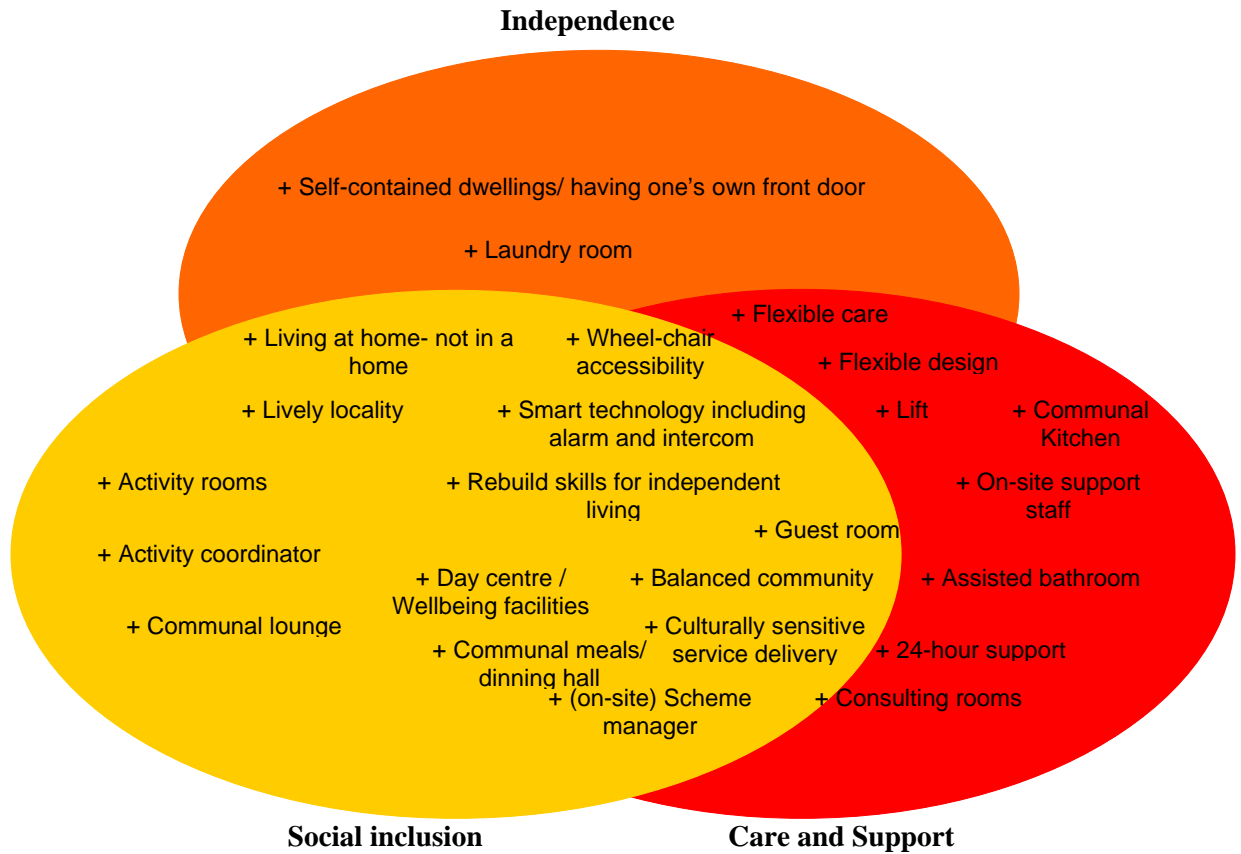 Independence
+ Self-contained dwellings/ having one's own front door
+ Laundry room
+ Flexible care
+ Living at home- not in a
home
+ Wheel-chair
accessibility
+ Flexible design
+ Lively locality
+ Smart technology including
alarm and intercom
+ Lift
+ Communal
Kitchen
+ Activity rooms
+ Rebuild skills for independent
living
+ On-site support
staff
+ Guest room
+ Activity coordinator
+ Day centre /
Wellbeing facilities
+ Balanced community
+ Assisted bathroom
+ Communal lounge
+ Culturally sensitive
service delivery
+ Communal meals/
dinning hall
+ 24-hour support
+ (on-site) Scheme
manager
+ Consulting rooms
Social inclusion
Care and Support